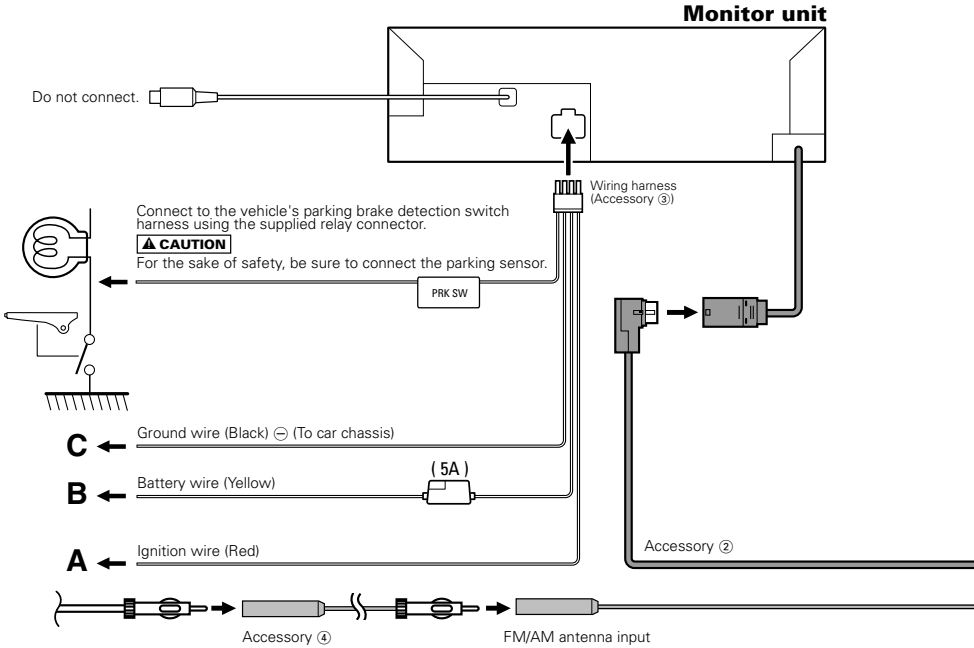 Monitor unit
Do not connect.
Wiring harness
(Accessory ③)
Connect to the vehicle's parking brake detection switch
harness using the supplied relay connector.
⚠ CAUTION
For the sake of safety, be sure to connect the parking sensor.
PRK SW
C
Ground wire (Black) ⊖ (To car chassis)
( 5A )
B
Battery wire (Yellow)
A
Ignition wire (Red)
Accessory ②
Accessory ④
FM/AM antenna input